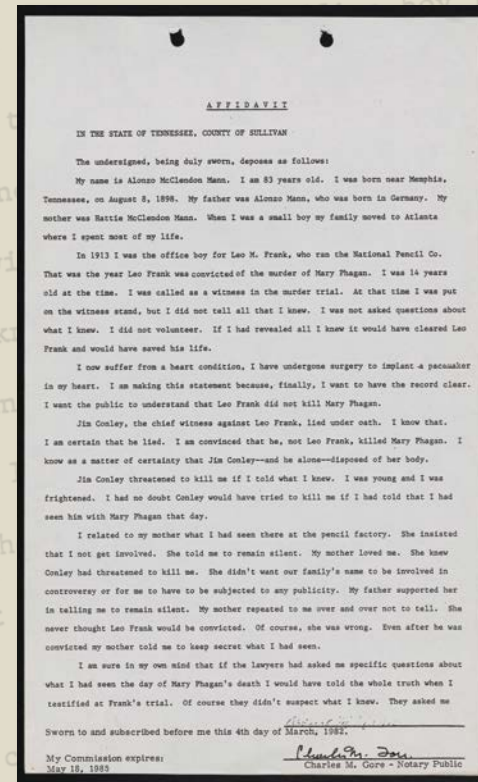 AFFIDAVIT
IN THE STATE OF TENNESSEE, COUNTY OF SULLIVAN
The undersigned, being duly sworn, deposes as follows:
My name is Alonzo McClendon Mann. I am 83 years old. I was born near Memphis,
Tennessee, on August 8, 1898. My father was Alonzo Mann, who was born in Germany. My
mother was Hattie McClendon Mann. When I was a small boy my family moved to Atlanta
where I spent most of my life.
In 1913 I was the office boy for Leo M. Frank, who ran the National Pencil Co.
That was the year Leo Frank was convicted of the murder of Mary Phagan. I was 14 years
old at the time. I was called as a witness in the murder trial. At that time I was put
on the witness stand, but I did not tell all that I knew. I was not asked questions about
what I knew. I did not volunteer. If I had revealed all I knew it would have cleared Leo
Frank and would have saved his life.
I now suffer from a heart condition, I have undergone surgery to implant a pacemaker
in my heart. I am making this statement because, finally, I want to have the record clear.
I want the public to understand that Leo Frank did not kill Mary Phagan.
Jim Conley, the chief witness against Leo Frank, lied under oath. I know that.
I am certain that he lied. I am convinced that he, not Leo Frank, killed Mary Phagan. I
know as a matter of certainty that Jim Conley--and he alone--disposed of her body.
Jim Conley threatened to kill me if I told what I knew. I was young and I was
frightened. I had no doubt Conley would have tried to kill me if I had told that I had
seen him with Mary Phagan that day.
I related to my mother what I had seen there at the pencil factory. She insisted
that I not get involved. She told me to remain silent. My mother loved me. She knew
Conley had threatened to kill me. She didn't want our family's name to be involved in
controversy or for me to have to be subjected to any publicity. My father supported her
in telling me to remain silent. My mother repeated to me over and over not to tell. She
never thought Leo Frank would be convicted. Of course, she was wrong. Even after he was
convicted my mother told me to keep secret what I had seen.
I am sure in my own mind that if the lawyers had asked me specific questions about
what I had seen the day of Mary Phagan's death I would have told the whole truth when I
testified at Frank's trial. Of course they didn't suspect what I knew. They asked me
Sworn to and subscribed before me this 4th day of March, 1982.
My Commission expires:
May 18, 1985
Charles M. Gore
Charles M. Gore - Notary Public